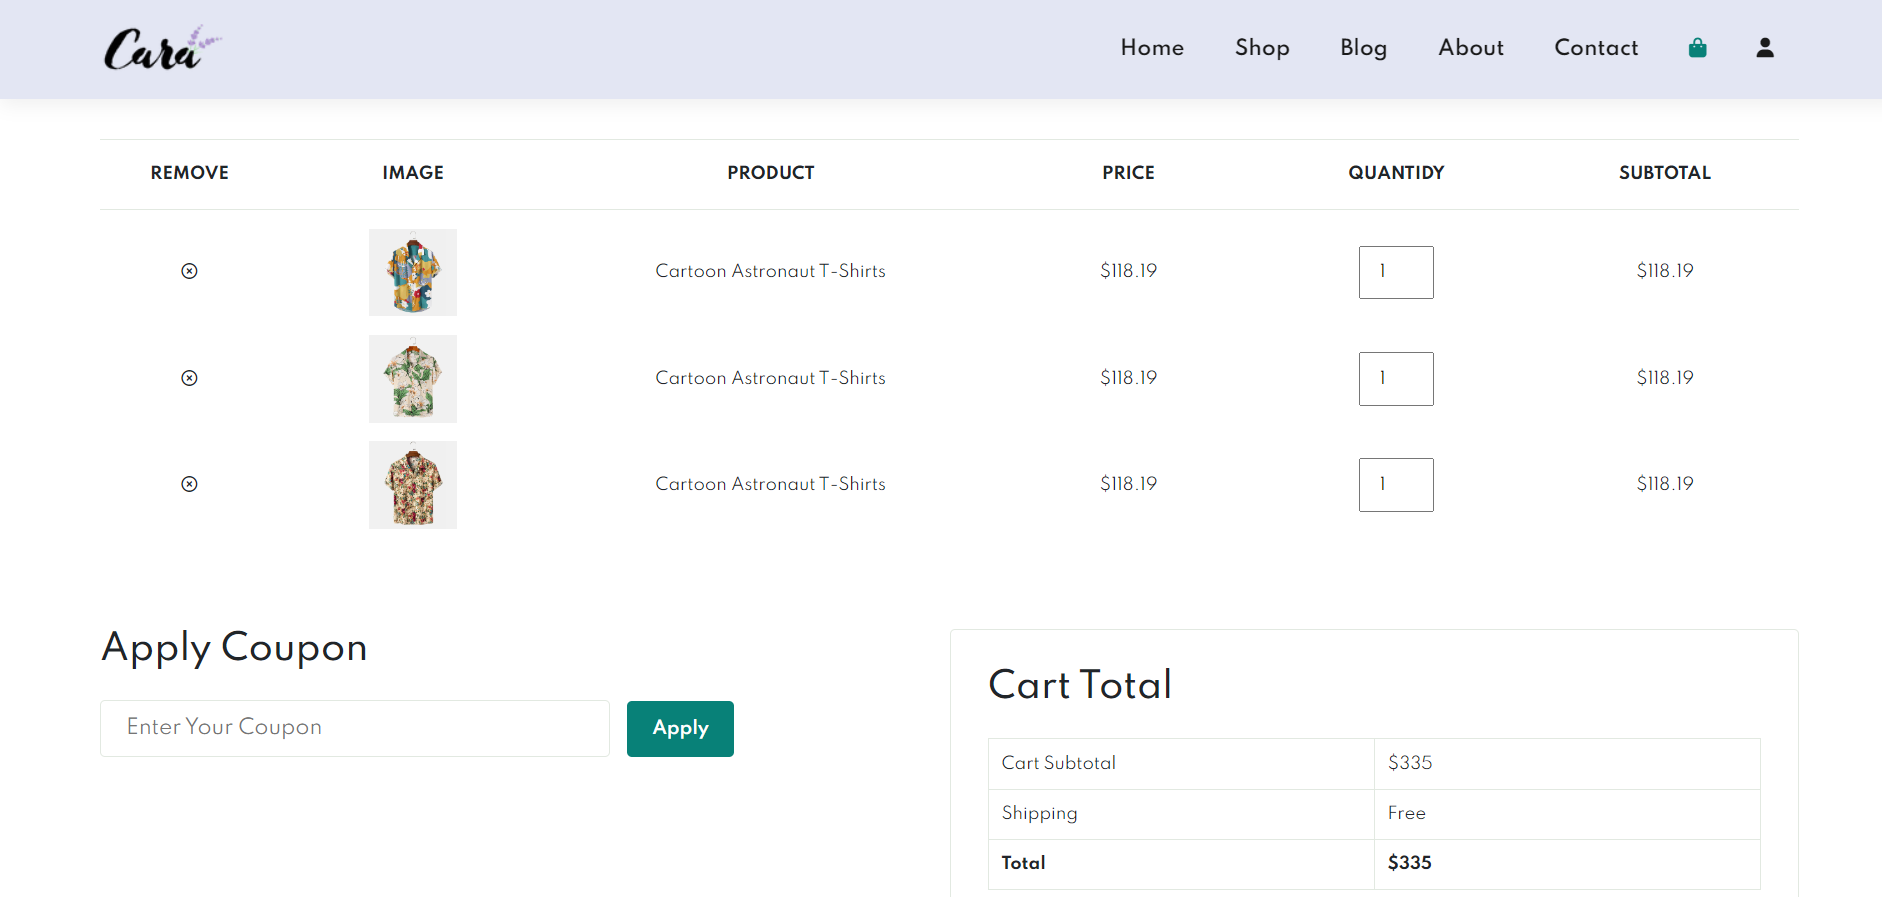 Cara Home Shop Blog About Contact
REMOVE IMAGE PRODUCT PRICE QUANTIDY SUBTOTAL
Cartoon Astronaut T-Shirts $118.19 1 $118.19
Cartoon Astronaut T-Shirts $118.19 1 $118.19
Cartoon Astronaut T-Shirts $118.19 1 $118.19
Apply Coupon
Enter Your Coupon Apply
Cart Total
Cart Subtotal $335
Shipping Free
Total $335